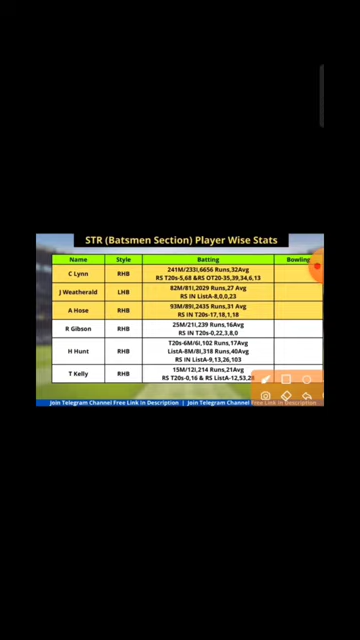 STR (Batsmen Section) Player Wise Stats
Name Style Batting Bowling
C Lynn RHB 241M/233I,6656 Runs,32Avg
RS T20s-5,68 &RS OT20-35,39,34,6,13
J Weatherald LHB 82M/81I,2029 Runs,27 Avg
RS IN ListA-8,0,0,23
A Hose RHB 93M/89I,2435 Runs,31 Avg
RS IN T20s-17,18,1,18
R Gibson RHB 25M/21I,239 Runs,16Avg
RS IN T20s-0,22,3,8,0
H Hunt RHB T20s-6M/6I,102 Runs,17Avg
ListA-8M/8I,318 Runs,40Avg
RS IN ListA-9,13,26,103
T Kelly RHB 15M/12I,214 Runs,21Avg
RS T20s-0,16 & RS ListA-12,53,26
Join Telegram Channel Free Link In Description | Join Telegram Channel Free Link In Description